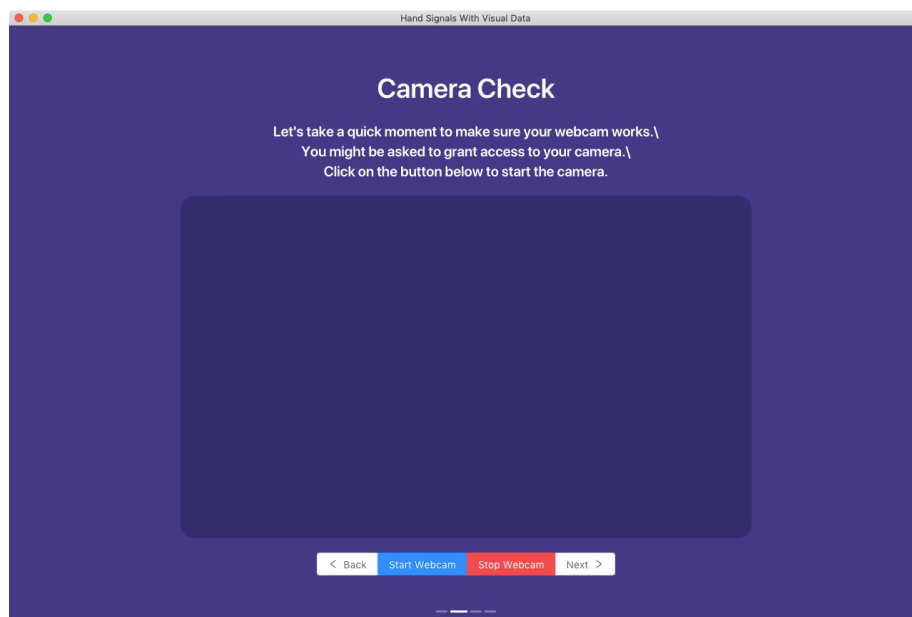 Hand Signals With Visual Data
Camera Check
Let's take a quick moment to make sure your webcam works.\
You might be asked to grant access to your camera.\
Click on the button below to start the camera.
< Back Start Webcam Stop Webcam Next >